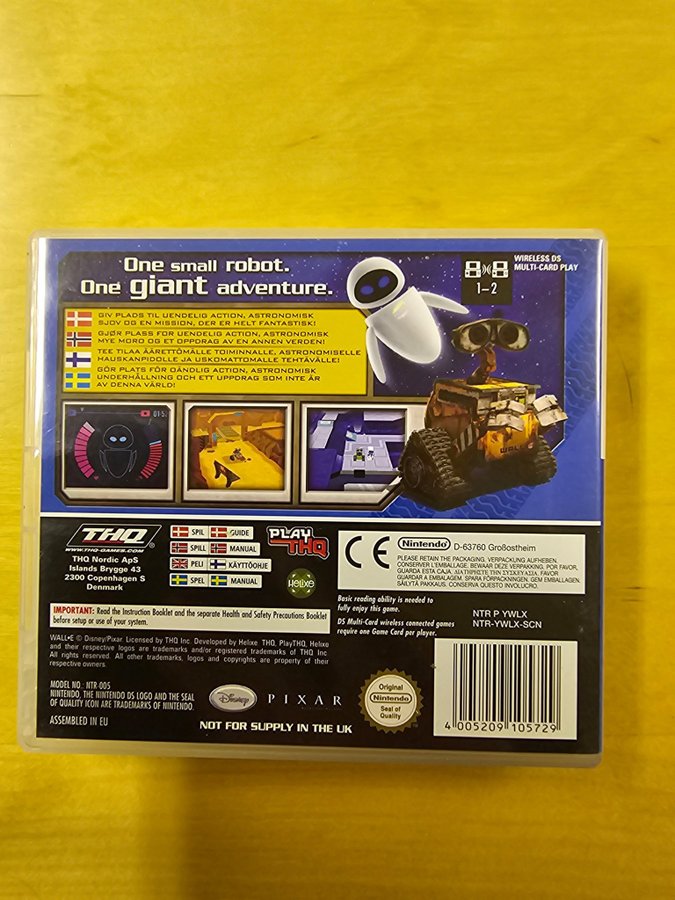 One small robot.
One giant adventure.
WIRELESS DS
MULTI-CARD PLAY
1-2
GIV PLADS TIL UENDELIG ACTION, ASTRONOMISK
SJOV OG EN MISSION, DER ER HELT FANTASTISK!
GJØR PLASS FOR UENDELIG ACTION, ASTRONOMISK
MYE MORO OG ET OPPDRAG AV EN ANNEN VERDEN!
TEE TILAA ÄÄRETTÖMÄLLE TOIMINNALLE, ASTRONOMISELLE
HAUSKANPIDOLLE JA USKOMATTOMALLE TEHTÄVÄLLE!
GÖR PLATS FÖR OÄNDLIG ACTION, ASTRONOMISK
UNDERHÅLLNING OCH ETT UPPDRAG SOM INTE ÄR
AV DENNA VÄRLD!
WALL•E
THQ
WWW.THQ-GAMES.COM
THQ Nordic ApS
Islands Brygge 43
2300 Copenhagen S
Denmark
SPIL GUIDE
SPILL MANUAL
PELI KÄYTTÖOHJE
SPEL MANUAL
PLAY
THQ
Helixe
CE
Nintendo D-63760 Großostheim
PLEASE RETAIN THE PACKAGING. VERPACKUNG AUFHEBEN.
CONSERVER L'EMBALLAGE. BEWAAR DEZE VERPAKKING. POR FAVOR,
GUARDA ESTA CAJA. ΔΙΑΤΗΡΗΣΤΕ ΤΗ ΣΥΣΚΕΥΑΣΙΑ. FAVOR
GUARDAR A EMBALAGEM. SPARA FÖRPACKNINGEN. GEM EMBALLAGEN.
SÄILYTÄ PAKKAUS. CONSERVA QUESTO INVOLUCRO.
IMPORTANT: Read the Instruction Booklet and the separate Health and Safety Precautions Booklet
before setup or use of your system.
Basic reading ability is needed to
fully enjoy this game.
DS Multi-Card wireless connected games
require one Game Card per player.
NTR P YWLX
NTR-YWLX-SCN
WALL•E © Disney/Pixar. Licensed by THQ Inc. Developed by Helixe. THQ, PlayTHQ, Helixe
and their respective logos are trademarks and/or registered trademarks of THQ Inc.
All rights reserved. All other trademarks, logos and copyrights are property of their
respective owners.
MODEL NO.: NTR-005
NINTENDO, THE NINTENDO DS LOGO AND THE SEAL
OF QUALITY ICON ARE TRADEMARKS OF NINTENDO.
ASSEMBLED IN EU
Disney
PIXAR
NOT FOR SUPPLY IN THE UK
Original
Nintendo
Seal of
Quality
4 005209 105729